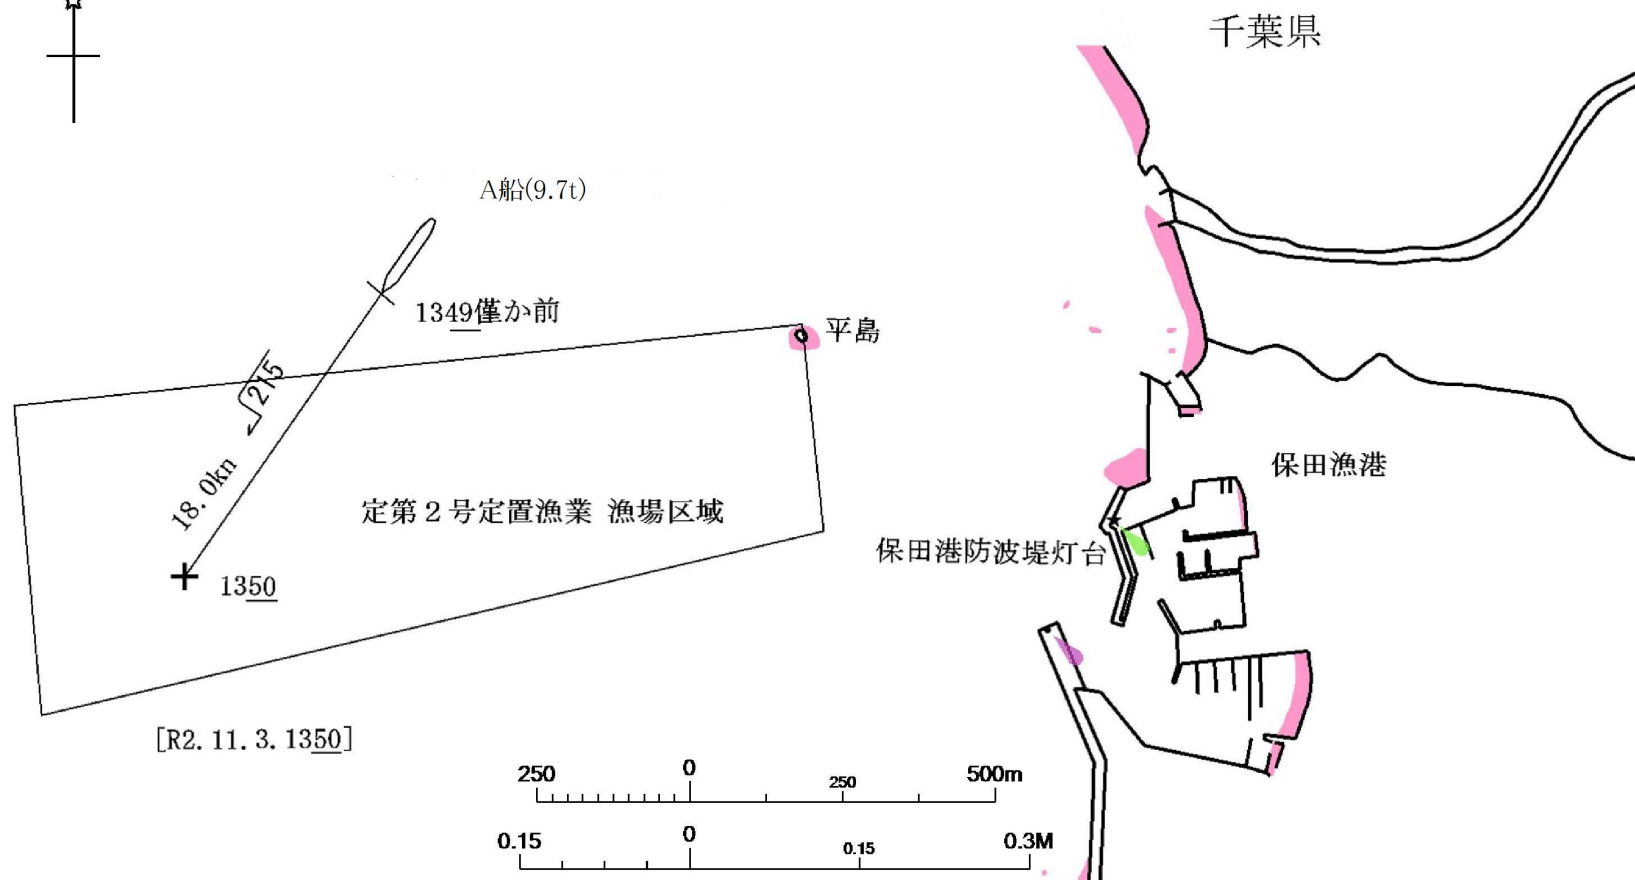 千葉県
A船(9.7t)
1349僅か前
平島
215
18.0kn
保田漁港
定第2号定置漁業 漁場区域
保田港防波堤灯台
1350
[R2.11.3.1350]
250 0 250 500m
0.15 0 0.15 0.3M